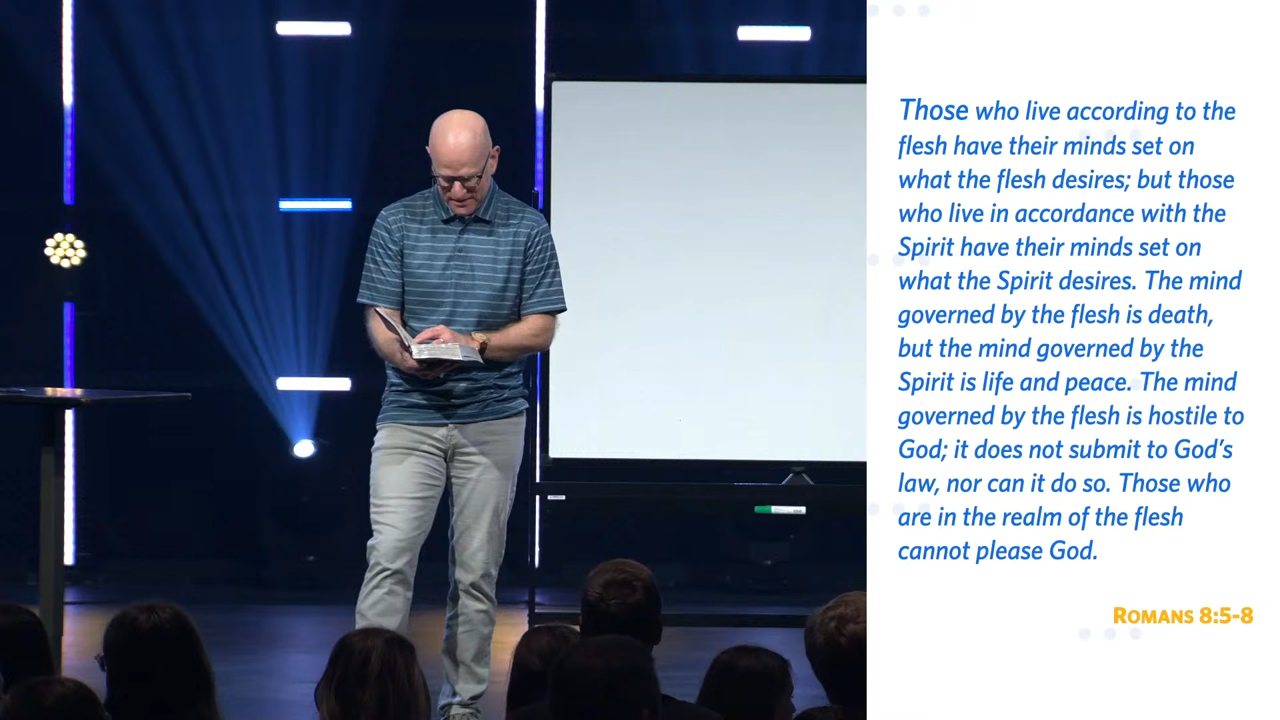 Those who live according to the
flesh have their minds set on
what the flesh desires; but those
who live in accordance with the
Spirit have their minds set on
what the Spirit desires. The mind
governed by the flesh is death,
but the mind governed by the
Spirit is life and peace. The mind
governed by the flesh is hostile to
God; it does not submit to God's
law, nor can it do so. Those who
are in the realm of the flesh
cannot please God.
Romans 8:5-8